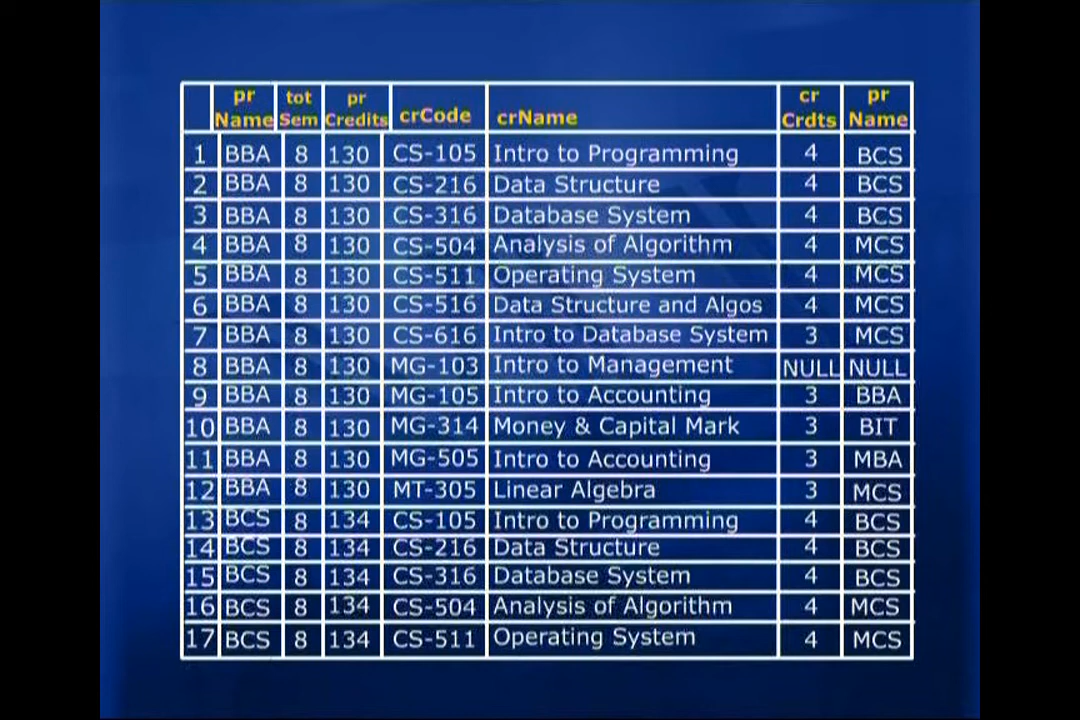 pr Name tot Sem pr Credits crCode crName cr Crdts pr Name
1 BBA 8 130 CS-105 Intro to Programming 4 BCS
2 BBA 8 130 CS-216 Data Structure 4 BCS
3 BBA 8 130 CS-316 Database System 4 BCS
4 BBA 8 130 CS-504 Analysis of Algorithm 4 MCS
5 BBA 8 130 CS-511 Operating System 4 MCS
6 BBA 8 130 CS-516 Data Structure and Algos 4 MCS
7 BBA 8 130 CS-616 Intro to Database System 3 MCS
8 BBA 8 130 MG-103 Intro to Management NULL NULL
9 BBA 8 130 MG-105 Intro to Accounting 3 BBA
10 BBA 8 130 MG-314 Money & Capital Mark 3 BIT
11 BBA 8 130 MG-505 Intro to Accounting 3 MBA
12 BBA 8 130 MT-305 Linear Algebra 3 MCS
13 BCS 8 134 CS-105 Intro to Programming 4 BCS
14 BCS 8 134 CS-216 Data Structure 4 BCS
15 BCS 8 134 CS-316 Database System 4 BCS
16 BCS 8 134 CS-504 Analysis of Algorithm 4 MCS
17 BCS 8 134 CS-511 Operating System 4 MCS